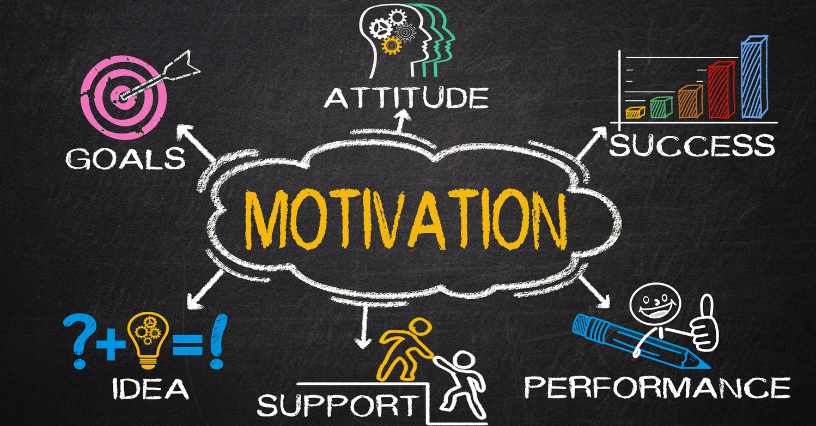 ATTITUDE
GOALS
SUCCESS
MOTIVATION
?+=!
IDEA
SUPPORT
PERFORMANCE